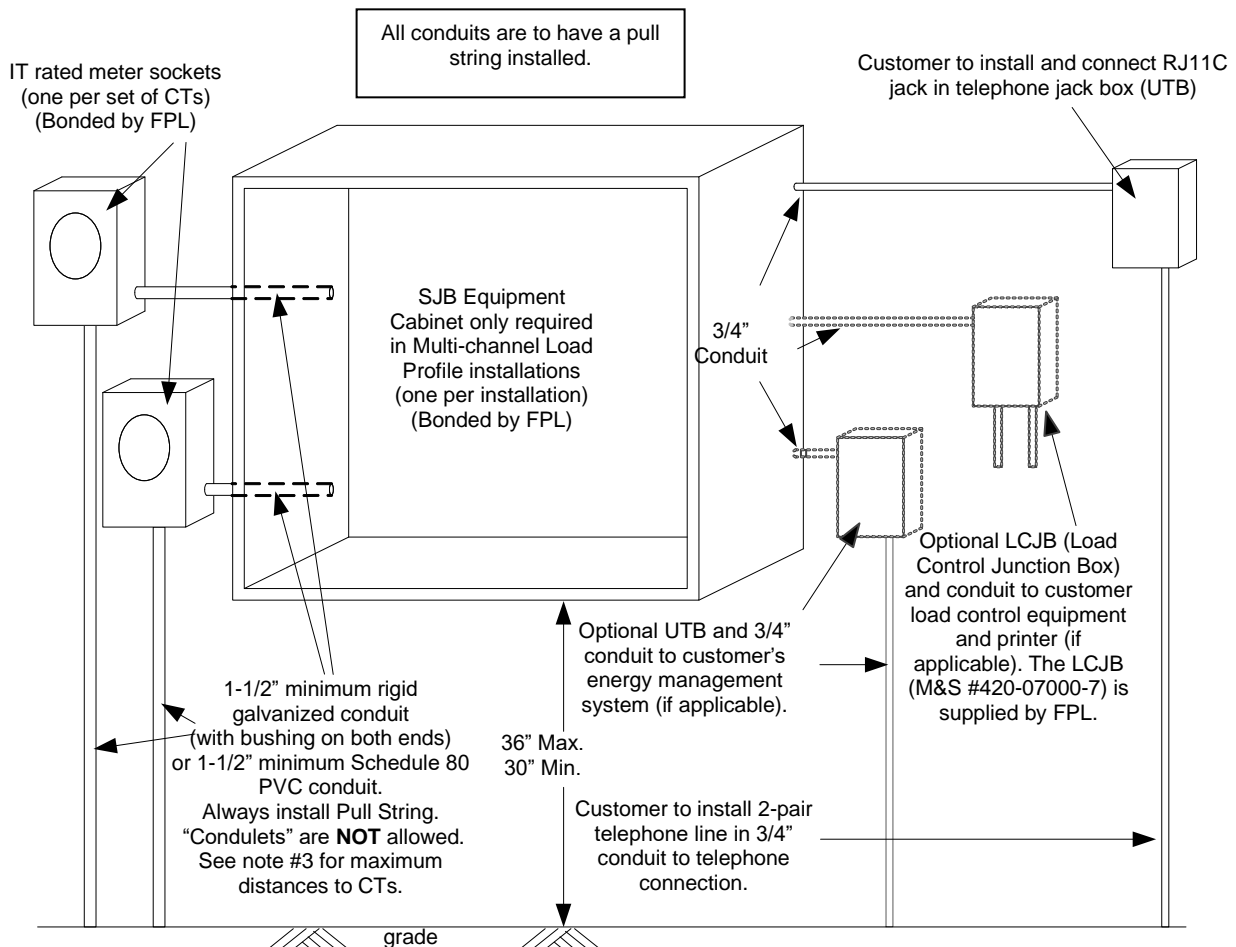 All conduits are to have a pull
string installed.
IT rated meter sockets
(one per set of CTs)
(Bonded by FPL)
Customer to install and connect RJ11C
jack in telephone jack box (UTB)
SJB Equipment
Cabinet only required
in Multi-channel Load
Profile installations
(one per installation)
(Bonded by FPL)
3/4”
Conduit
Optional LCJB (Load
Control Junction Box)
and conduit to customer
load control equipment
and printer (if
applicable). The LCJB
(M&S #420-07000-7) is
supplied by FPL.
Optional UTB and 3/4”
conduit to customer’s
energy management
system (if applicable).
1-1/2” minimum rigid
galvanized conduit
(with bushing on both ends)
or 1-1/2” minimum Schedule 80
PVC conduit.
Always install Pull String.
“Condulets” are NOT allowed.
See note #3 for maximum
distances to CTs.
36” Max.
30” Min.
Customer to install 2-pair
telephone line in 3/4”
conduit to telephone
connection.
grade